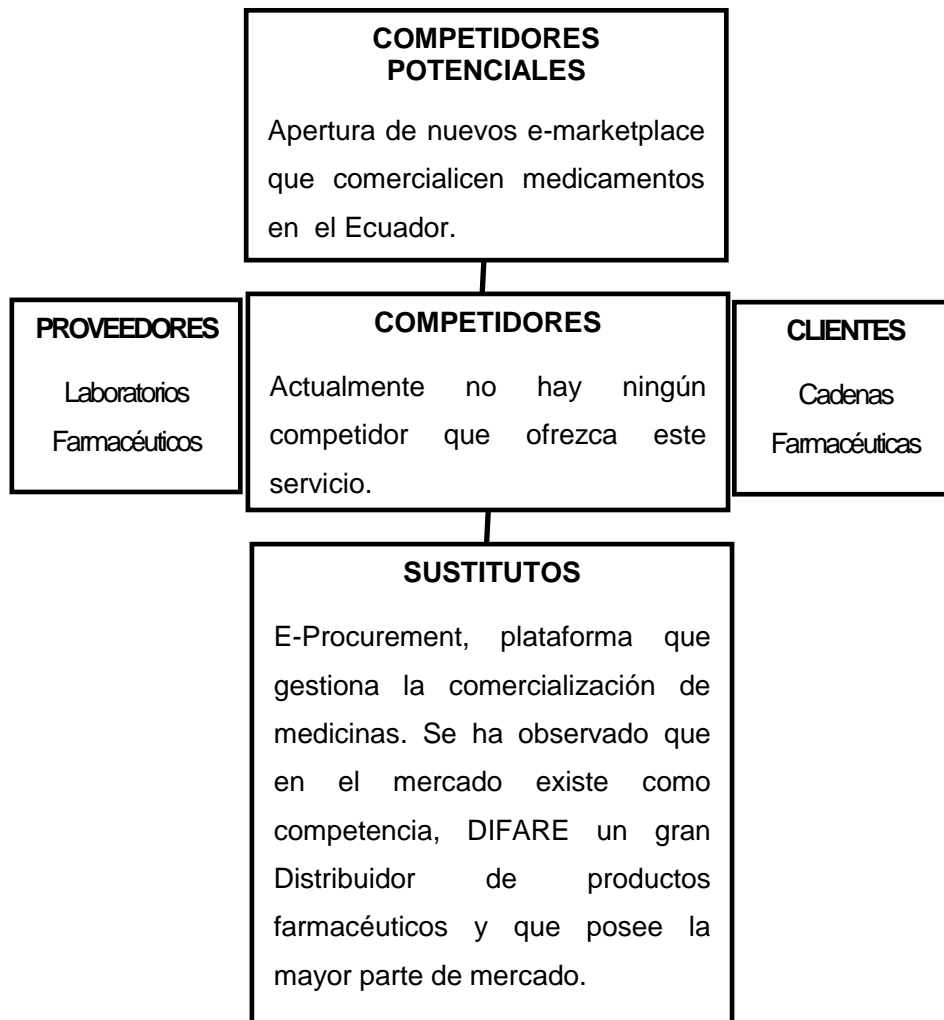 COMPETIDORES
POTENCIALES
Apertura de nuevos e-marketplace
que comercialicen medicamentos
en el Ecuador.
PROVEEDORES
Laboratorios
Farmacéuticos
COMPETIDORES
Actualmente no hay ningún
competidor que ofrezca este
servicio.
CLIENTES
Cadenas
Farmacéuticas
SUSTITUTOS
E-Procurement, plataforma que
gestiona la comercialización de
medicinas. Se ha observado que
en el mercado existe como
competencia, DIFARE un gran
Distribuidor de productos
farmacéuticos y que posee la
mayor parte de mercado.